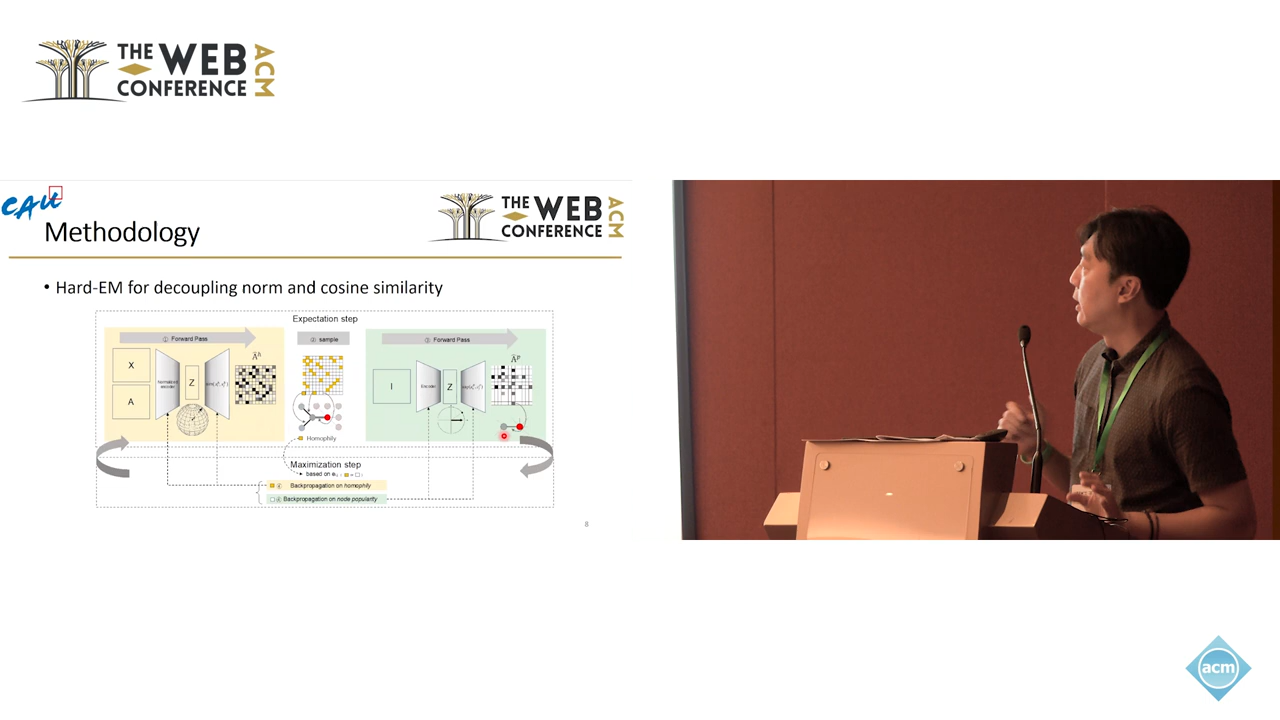 THE WEB
CONFERENCE
ACM
CAU
THE WEB
CONFERENCE
ACM
Methodology
• Hard-EM for decoupling norm and cosine similarity
Expectation step
① Forward Pass
② sample
③ Forward Pass
X
A
Z
Homophily
I
Encoder
Z
Maximization step
Backpropagation on homophily
Backpropagation on node popularity
8
acm